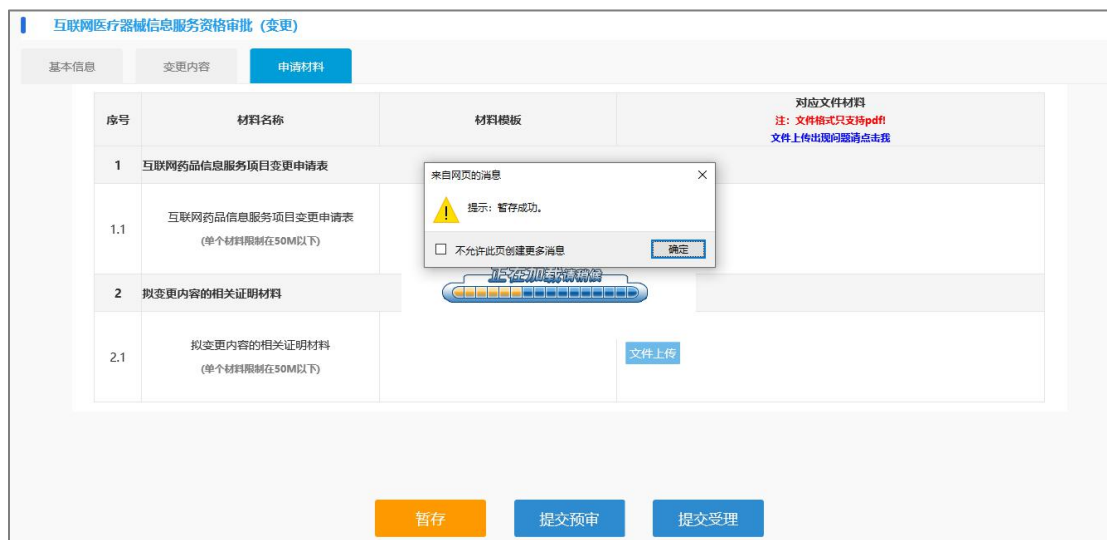 互联网医疗器械信息服务资格审批（变更）
基本信息
变更内容
申请材料
序号
材料名称
材料模板
对应文件材料
注：文件格式只支持pdf!
文件上传出现问题请点击我
1
互联网药品信息服务项目变更申请表
来自网页的消息
提示：暂存成功。
不允许此页创建更多消息
确定
1.1
互联网药品信息服务项目变更申请表
(单个材料限制在50M以下)
正在加载请稍候
2
拟变更内容的相关证明材料
2.1
拟变更内容的相关证明材料
(单个材料限制在50M以下)
文件上传
暂存
提交预审
提交受理